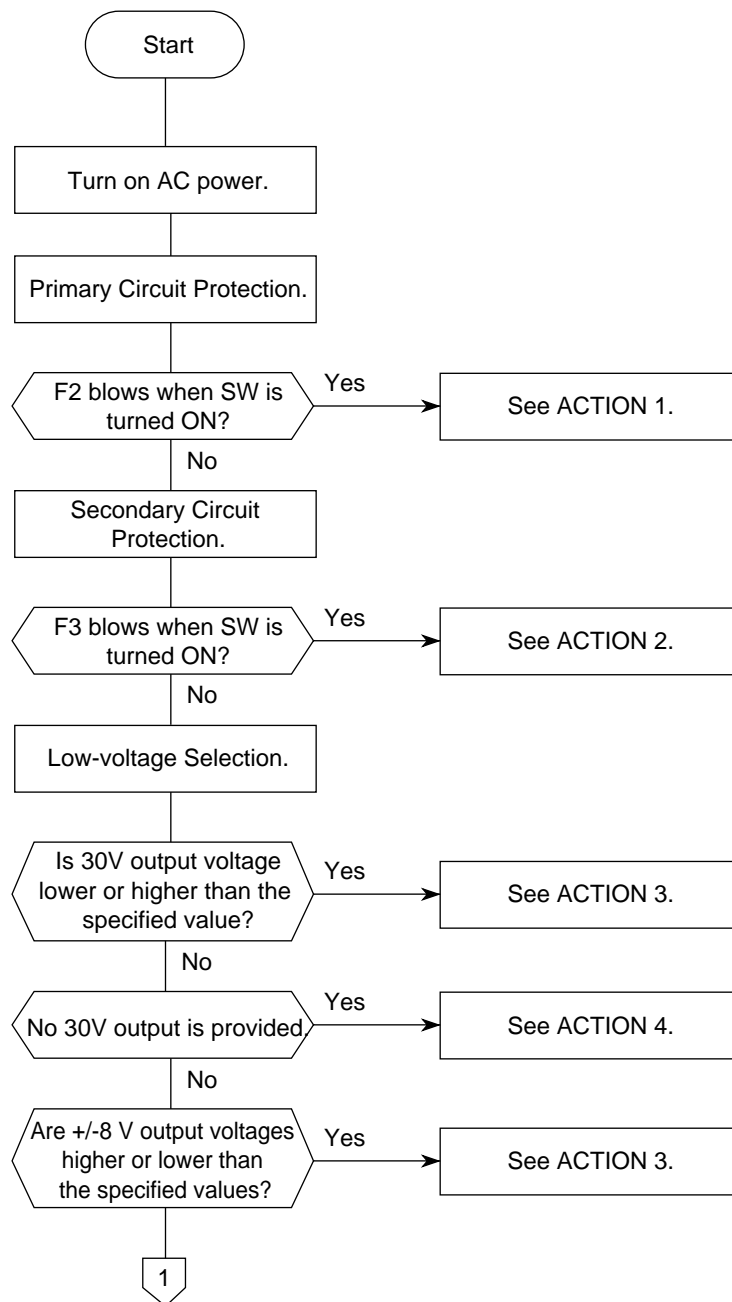 Start
Turn on AC power.
Primary Circuit Protection.
F2 blows when SW is
turned ON?
Yes
See ACTION 1.
No
Secondary Circuit
Protection.
F3 blows when SW is
turned ON?
Yes
See ACTION 2.
No
Low-voltage Selection.
Is 30V output voltage
lower or higher than the
specified value?
Yes
See ACTION 3.
No
No 30V output is provided.
Yes
See ACTION 4.
No
Are +/-8 V output voltages
higher or lower than
the specified values?
Yes
See ACTION 3.
1